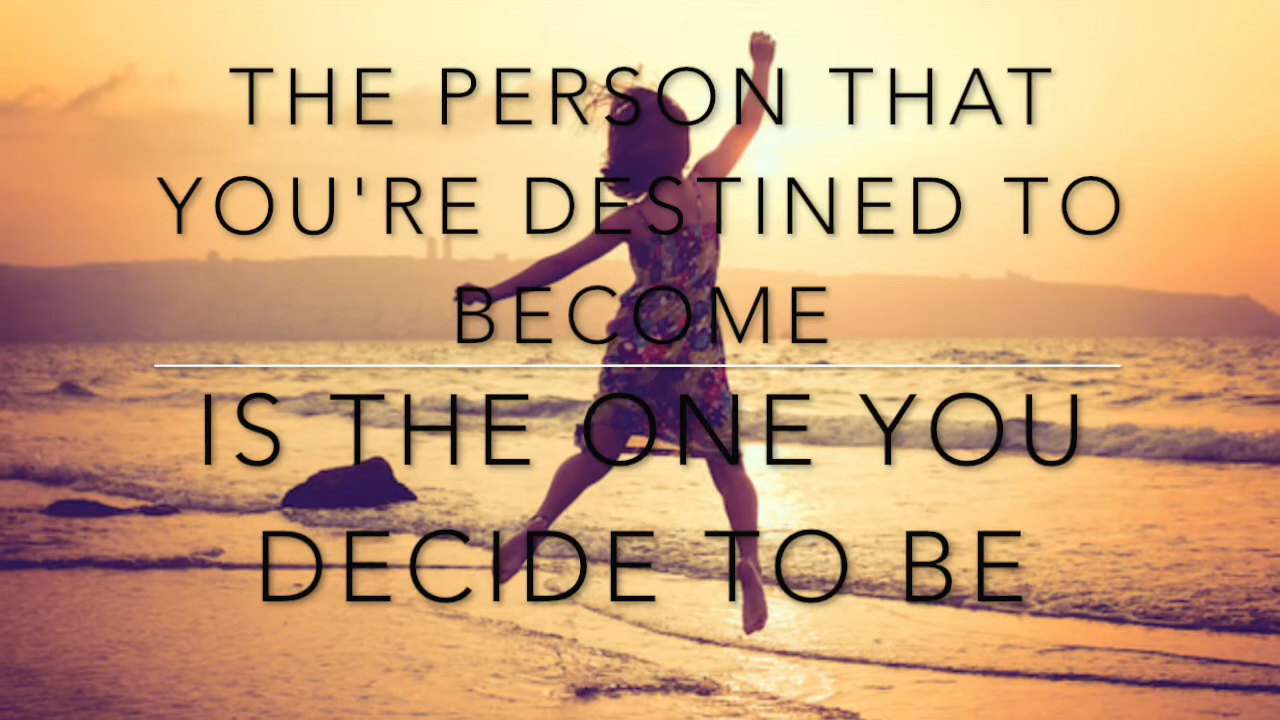 THE PERSON THAT
YOU'RE DESTINED TO
BECOME
IS THE ONE YOU
DECIDE TO BE